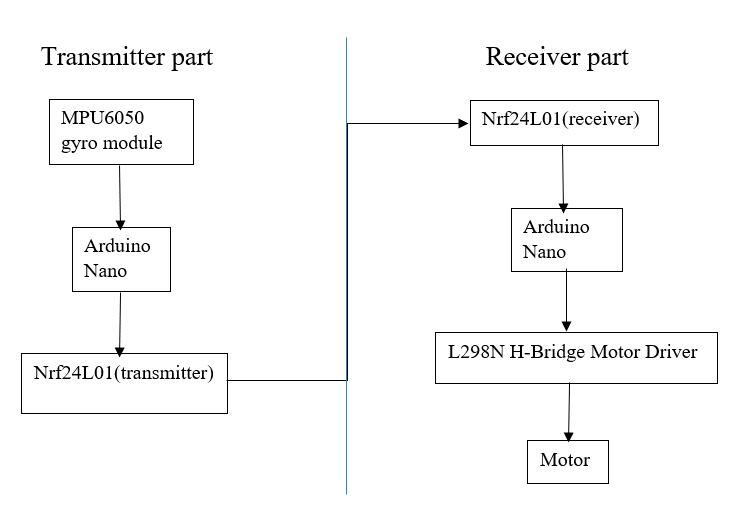 Transmitter part
MPU6050
gyro module
Arduino
Nano
Nrf24L01(transmitter)
Receiver part
Nrf24L01(receiver)
Arduino
Nano
L298N H-Bridge Motor Driver
Motor